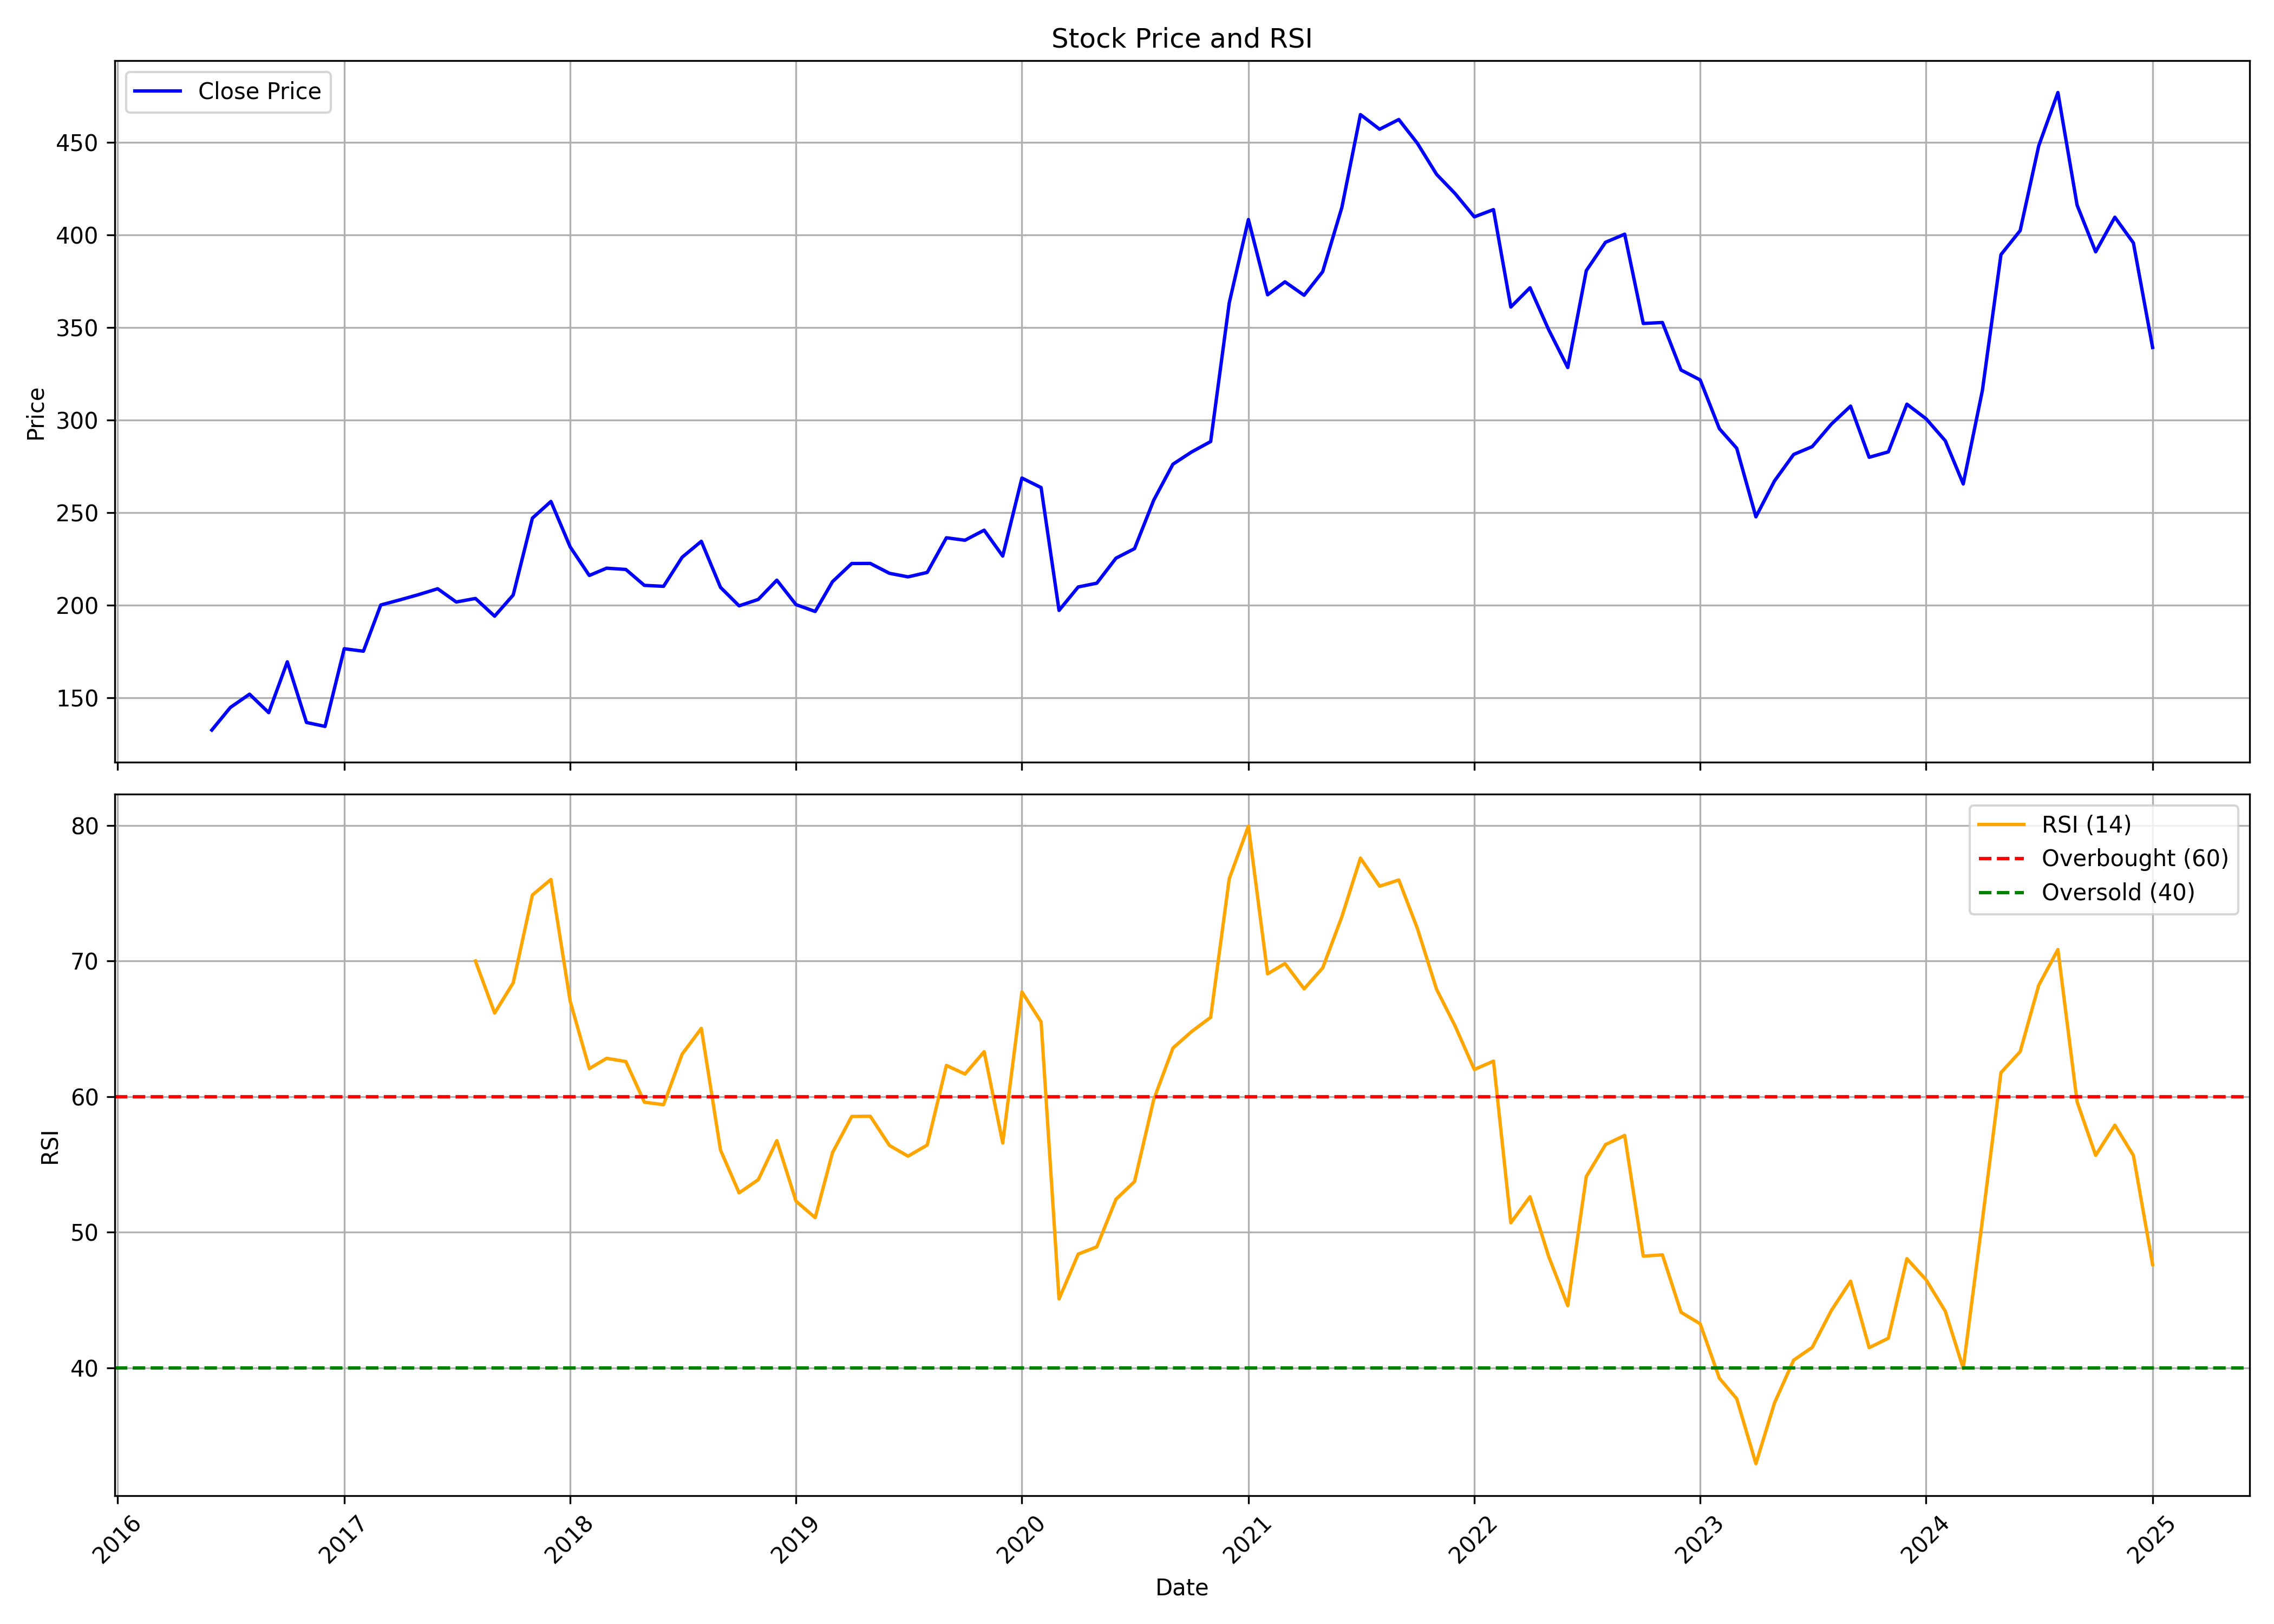 Stock Price and RSI
Close Price
Price
450
400
350
300
250
200
150
RSI (14)
Overbought (60)
Oversold (40)
RSI
80
70
60
50
40
2016
2017
2018
2019
2020
2021
2022
2023
2024
2025
Date